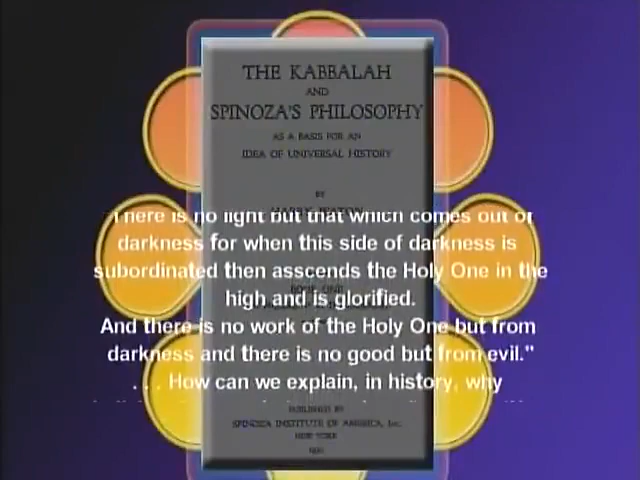 THE KABBALAH
AND
SPINOZA'S PHILOSOPHY
AS A BASIS FOR AN
IDEA OF UNIVERSAL HISTORY
BY
HARRY WATON
There is no light but that which comes out of
darkness for when this side of darkness is
subordinated then asscends the Holy One in the
high and is glorified.
BOOK ONE
And there is no work of the Holy One but from
darkness and there is no good but from evil."
. . . How can we explain, in history, why
PUBLISHED BY
SPINOZA INSTITUTE OF AMERICA, Inc.
NEW YORK